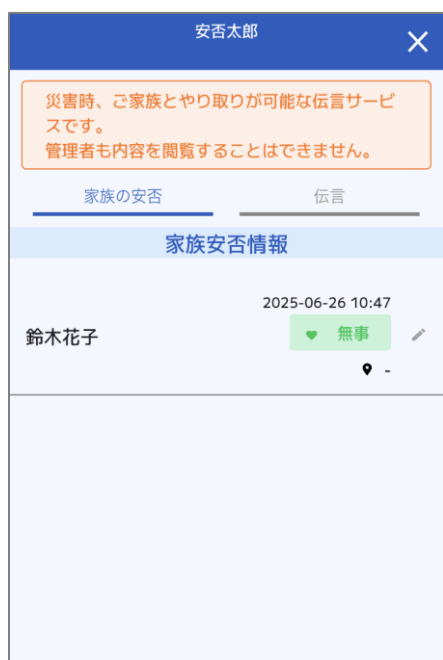 安否太郎
災害時、ご家族とやり取りが可能な伝言サービ
スです。
管理者も内容を閲覧することはできません。
家族の安否
伝言
家族安否情報
2025-06-26 10:47
鈴木花子
無事
-